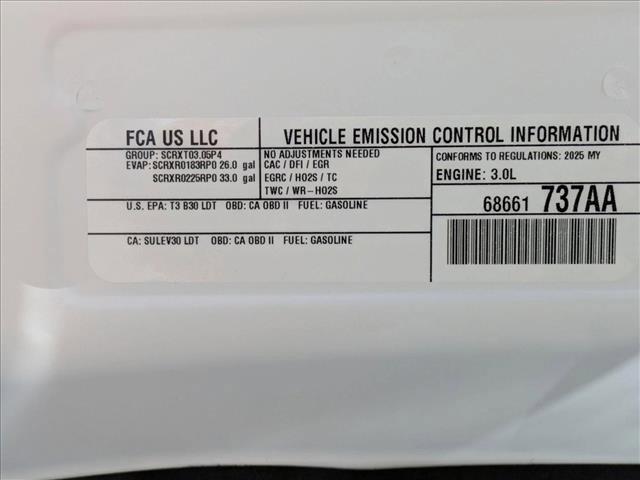 FCA US LLC
VEHICLE EMISSION CONTROL INFORMATION
GROUP: SCRXT03.05P4
EVAP: SCRXR0183RP0 26.0 gal
SCRXR0225RP0 33.0 gal
NO ADJUSTMENTS NEEDED
CAC / DFI / EGR
EGRC / HO2S / TC
TWC / WR-HO2S
CONFORMS TO REGULATIONS: 2025 MY
ENGINE: 3.0L
U.S. EPA: T3 B30 LDT OBD: CA OBD II FUEL: GASOLINE
68661 737AA
CA: SULEV30 LDT OBD: CA OBD II FUEL: GASOLINE